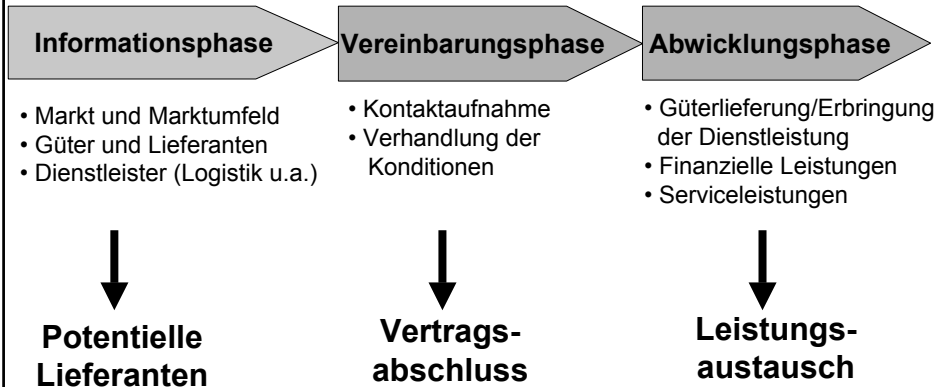 Informationsphase
Vereinbarungsphase
Abwicklungsphase
• Markt und Marktumfeld
• Güter und Lieferanten
• Dienstleister (Logistik u.a.)
• Kontaktaufnahme
• Verhandlung der
Konditionen
• Güterlieferung/Erbringung
der Dienstleistung
• Finanzielle Leistungen
• Serviceleistungen
Potentielle
Lieferanten
Vertrags-
abschluss
Leistungs-
austausch